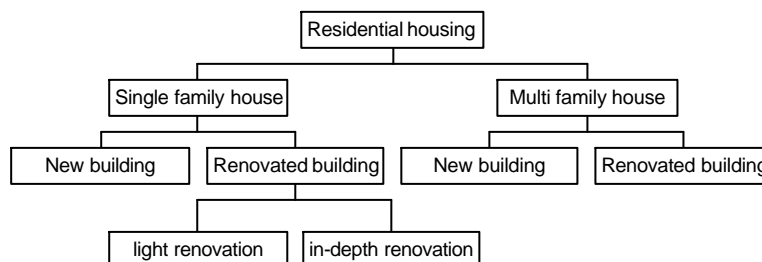 Residential housing
Single family house
Multi family house
New building
Renovated building
New building
Renovated building
light renovation
in-depth renovation